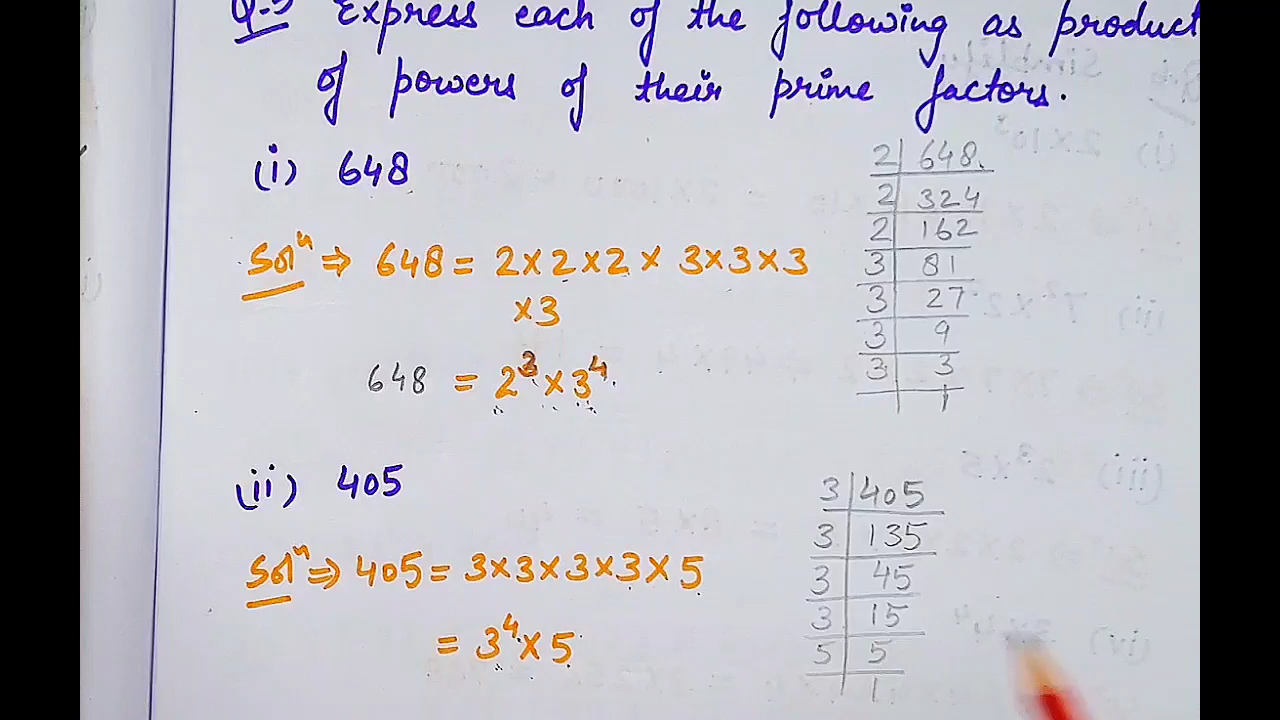 Q.5 Express each of the following as product
of powers of their prime factors.
(i) 648
Solⁿ ⇒ 648 = 2×2×2× 3×3×3
×3
648 = 2³ × 3⁴
2 | 648
2 | 324
2 | 162
3 | 81
3 | 27
3 | 9
3 | 3
| 1
(ii) 405
Solⁿ ⇒ 405 = 3×3×3×3×5
= 3⁴ × 5
3 | 405
3 | 135
3 | 45
3 | 15
5 | 5
| 1